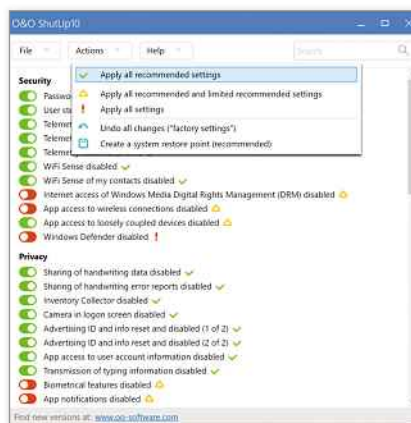 O&O ShutUp10
File Actions Help Search
Apply all recommended settings
Apply all recommended and limited recommended settings
Apply all settings
Undo all changes ("factory settings")
Create a system restore point (recommended)
Security
Passwo
User st
Telemet
Telemet
Telemet
WiFi Sense disabled
WiFi Sense of my contacts disabled
Internet access of Windows Media Digital Rights Management (DRM) disabled
App access to wireless connections disabled
App access to loosely coupled devices disabled
Windows Defender disabled
Privacy
Sharing of handwriting data disabled
Sharing of handwriting error reports disabled
Inventory Collector disabled
Camera in logon screen disabled
Advertising ID and info reset and disabled (1 of 2)
Advertising ID and info reset and disabled (2 of 2)
App access to user account information disabled
Transmission of typing information disabled
Biometrical features disabled
App notifications disabled
Find new versions at: www.oo-software.com